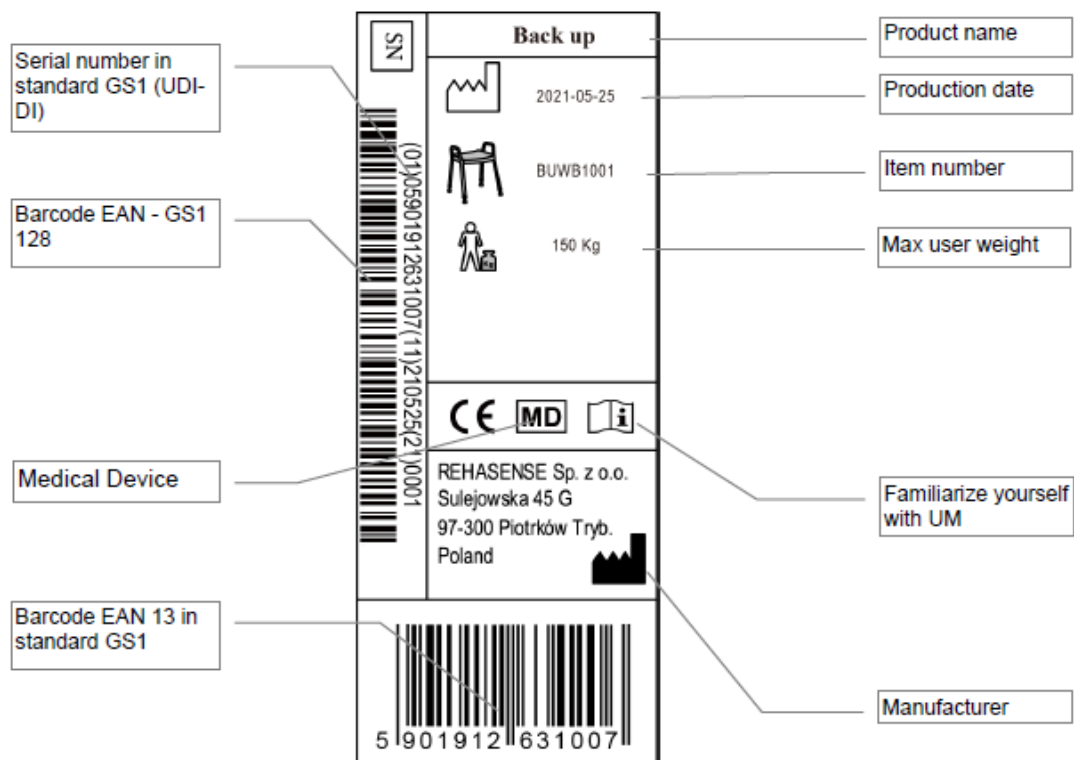 Serial number in
standard GS1 (UDI-
DI)
Barcode EAN - GS1
128
Medical Device
Barcode EAN 13 in
standard GS1
SN
(01)05901912631007(11)210525(21)0001
Back up
2021-05-25
BUWB1001
KG
150 Kg
CE
MD
i
REHASENSE Sp. z o.o.
Sulejowska 45 G
97-300 Piotrków Tryb.
Poland
5 901912 631007
Product name
Production date
Item number
Max user weight
Familiarize yourself
with UM
Manufacturer